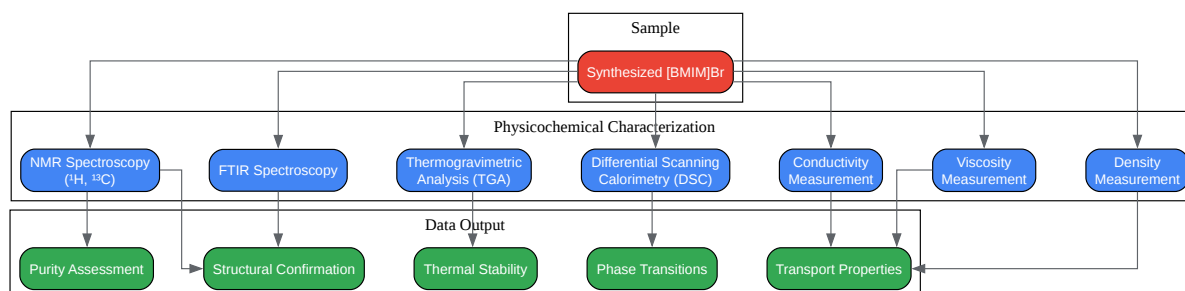 Sample
Synthesized [BMIM]Br
Physicochemical Characterization
NMR Spectroscopy
(¹H, ¹³C)
FTIR Spectroscopy
Thermogravimetric
Analysis (TGA)
Differential Scanning
Calorimetry (DSC)
Conductivity
Measurement
Viscosity
Measurement
Density
Measurement
Data Output
Purity Assessment
Structural Confirmation
Thermal Stability
Phase Transitions
Transport Properties